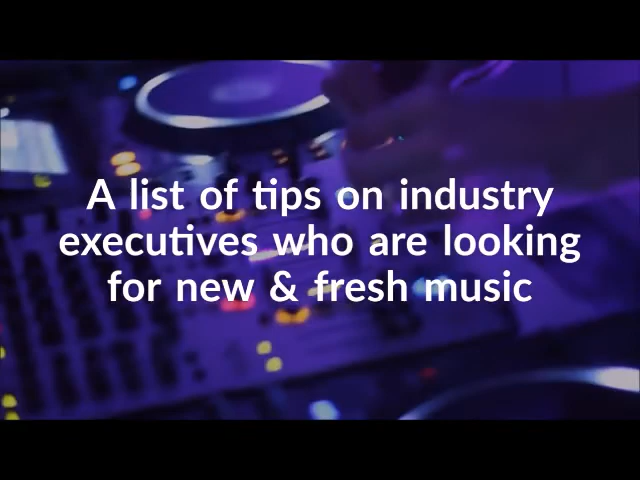 A list of tips on industry
executives who are looking
for new & fresh music